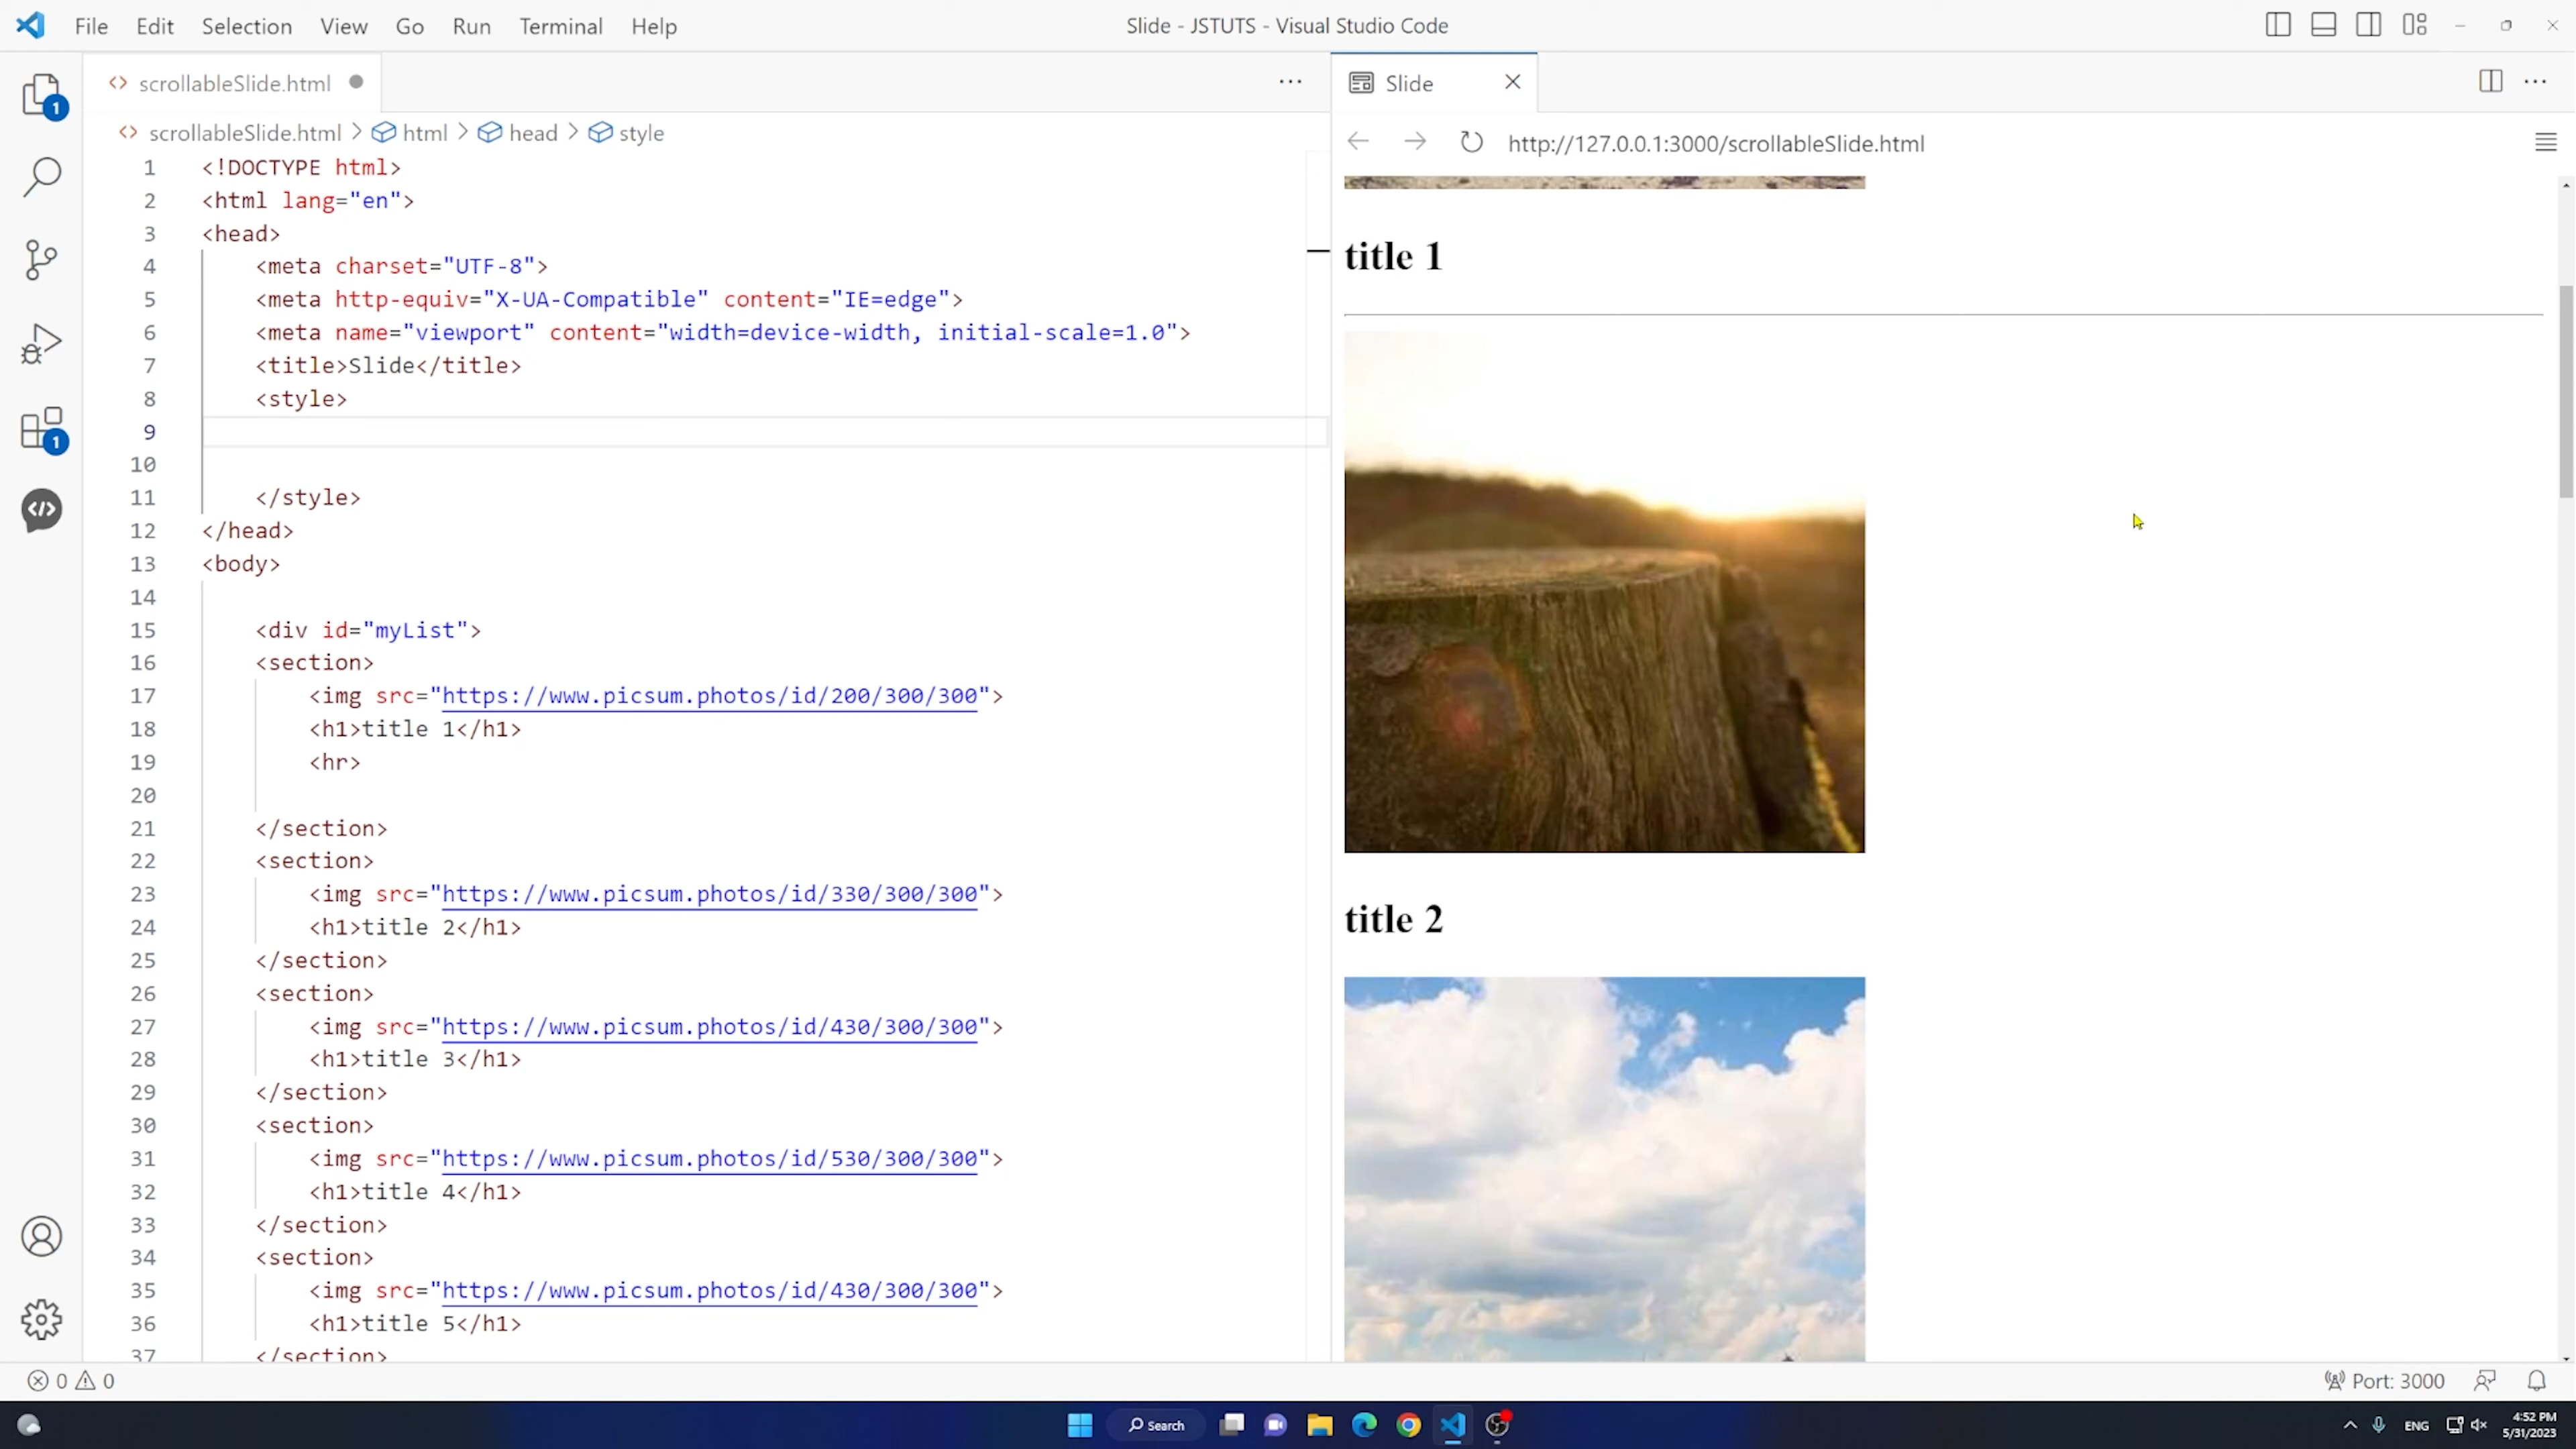 File Edit Selection View Go Run Terminal Help Slide - JSTUTS - Visual Studio Code
scrollableSlide.html
scrollableSlide.html > html > head > style
1 <!DOCTYPE html>
2 <html lang="en">
3 <head>
4 <meta charset="UTF-8">
5 <meta http-equiv="X-UA-Compatible" content="IE=edge">
6 <meta name="viewport" content="width=device-width, initial-scale=1.0">
7 <title>Slide</title>
8 <style>
9
10
11 </style>
12 </head>
13 <body>
14
15 <div id="myList">
16 <section>
17 <img src="https://www.picsum.photos/id/200/300/300">
18 <h1>title 1</h1>
19 <hr>
20
21 </section>
22 <section>
23 <img src="https://www.picsum.photos/id/330/300/300">
24 <h1>title 2</h1>
25 </section>
26 <section>
27 <img src="https://www.picsum.photos/id/430/300/300">
28 <h1>title 3</h1>
29 </section>
30 <section>
31 <img src="https://www.picsum.photos/id/530/300/300">
32 <h1>title 4</h1>
33 </section>
34 <section>
35 <img src="https://www.picsum.photos/id/430/300/300">
36 <h1>title 5</h1>
37 </section>
Slide
http://127.0.0.1:3000/scrollableSlide.html
title 1
title 2
1
1
0 0
Port: 3000
Search
ENG
4:52 PM
5/31/2023